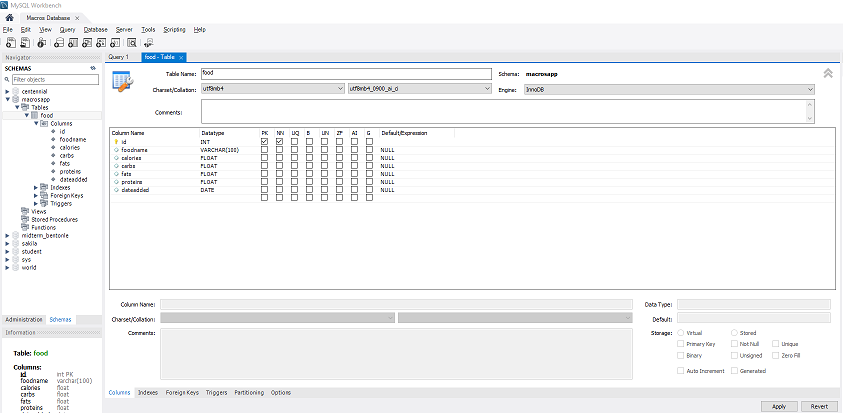 MySQL Workbench
Macros Database ×
File Edit View Query Database Server Tools Scripting Help
Navigator
SCHEMAS
Filter objects
centennial
macrosapp
Tables
food
Columns
id
foodname
calories
carbs
fats
proteins
dateadded
Indexes
Foreign Keys
Triggers
Views
Stored Procedures
Functions
midterm_bentonle
sakila
student
sys
world
Administration Schemas
Information
Table: food
Columns:
id int PK
foodname varchar(100)
calories float
carbs float
fats float
proteins float
Query 1 food - Table ×
Table Name: food Schema: macrosapp
Charset/Collation: utf8mb4 utf8mb4_0900_ai_ci Engine: InnoDB
Comments:
Column Name Datatype PK NN UQ B UN ZF AI G Default/Expression
id INT
foodname VARCHAR(100) NULL
calories FLOAT NULL
carbs FLOAT NULL
fats FLOAT NULL
proteins FLOAT NULL
dateadded DATE NULL
Column Name: Data Type:
Charset/Collation: Default:
Comments: Storage: Virtual Stored
Primary Key Not Null Unique
Binary Unsigned Zero Fill
Auto Increment Generated
Columns Indexes Foreign Keys Triggers Partitioning Options
Apply Revert